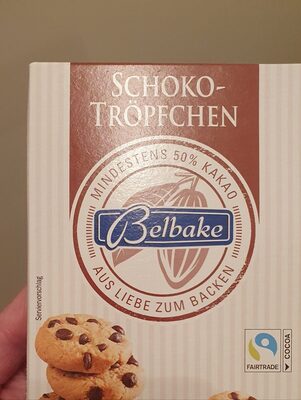 SCHOKO-
TRÖPFCHEN
MINDESTENS 50% KAKAO
Belbake
AUS LIEBE ZUM BACKEN
Serviervorschlag
FAIRTRADE
COCOA